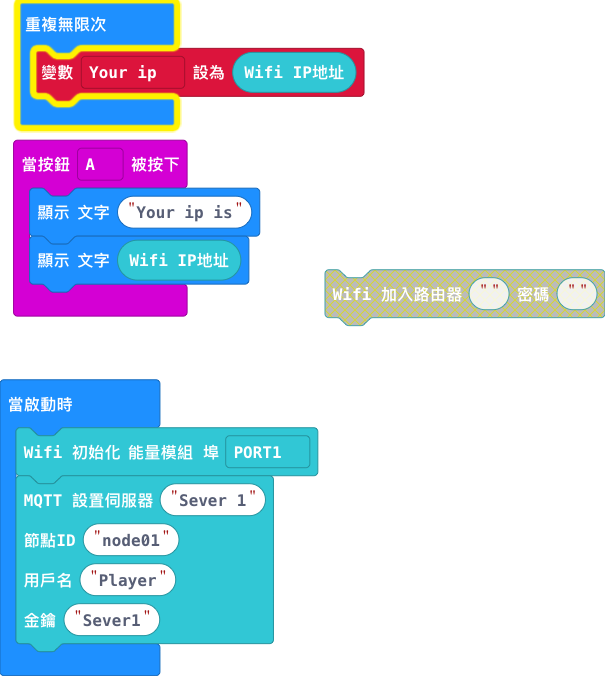 重複無限次
變數 Your ip 設為 Wifi IP地址
當按鈕 A 被按下
顯示 文字 "Your ip is"
顯示 文字 Wifi IP地址
Wifi 加入路由器 "" 密碼 ""
當啟動時
Wifi 初始化 能量模組 埠 PORT1
MQTT 設置伺服器 "Sever 1"
節點ID "node01"
用戶名 "Player"
金鑰 "Sever1"